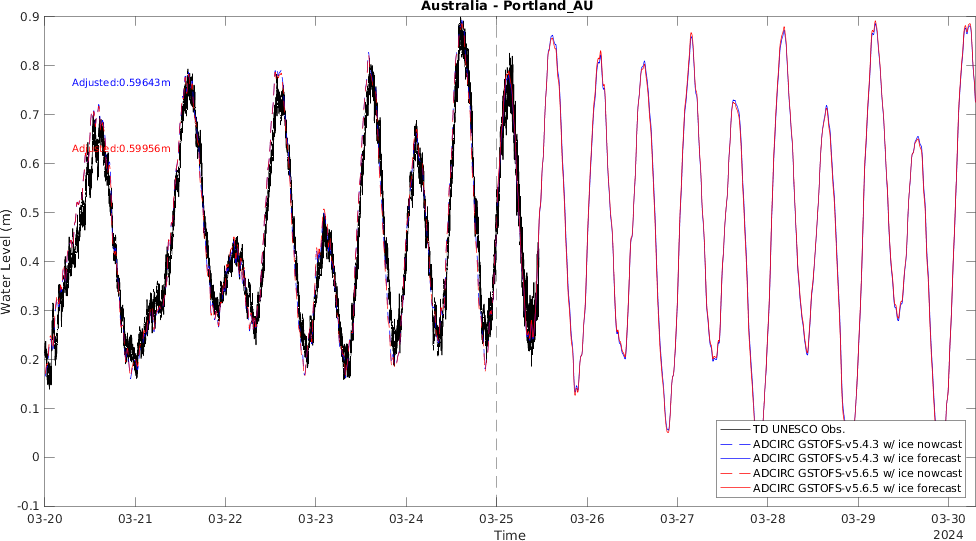 Australia - Portland_AU
0.9
0.8
0.7
0.6
0.5
0.4
0.3
0.2
0.1
0
-0.1
Water Level (m)
Adjusted:0.59643m
Adjusted:0.59956m
TD UNESCO Obs.
ADCIRC GSTOFS-v5.4.3 w/ ice nowcast
ADCIRC GSTOFS-v5.4.3 w/ ice forecast
ADCIRC GSTOFS-v5.6.5 w/ ice nowcast
ADCIRC GSTOFS-v5.6.5 w/ ice forecast
03-20 03-21 03-22 03-23 03-24 03-25 03-26 03-27 03-28 03-29 03-30
Time
2024